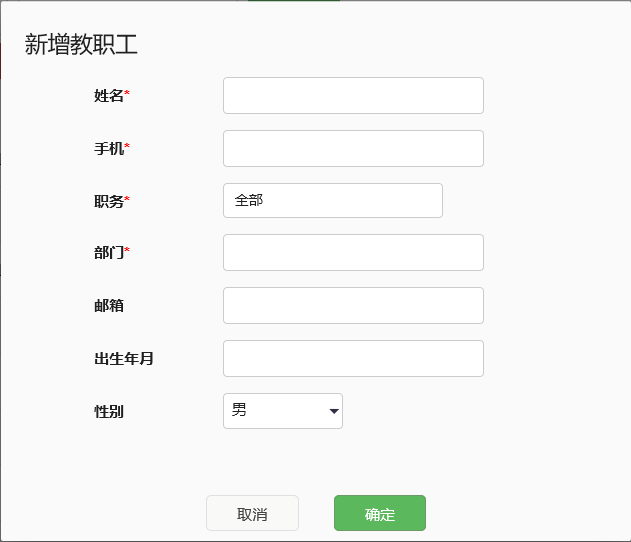 新增教职工
姓名*
手机*
职务* 全部
部门*
邮箱
出生年月
性别 男
取消 确定